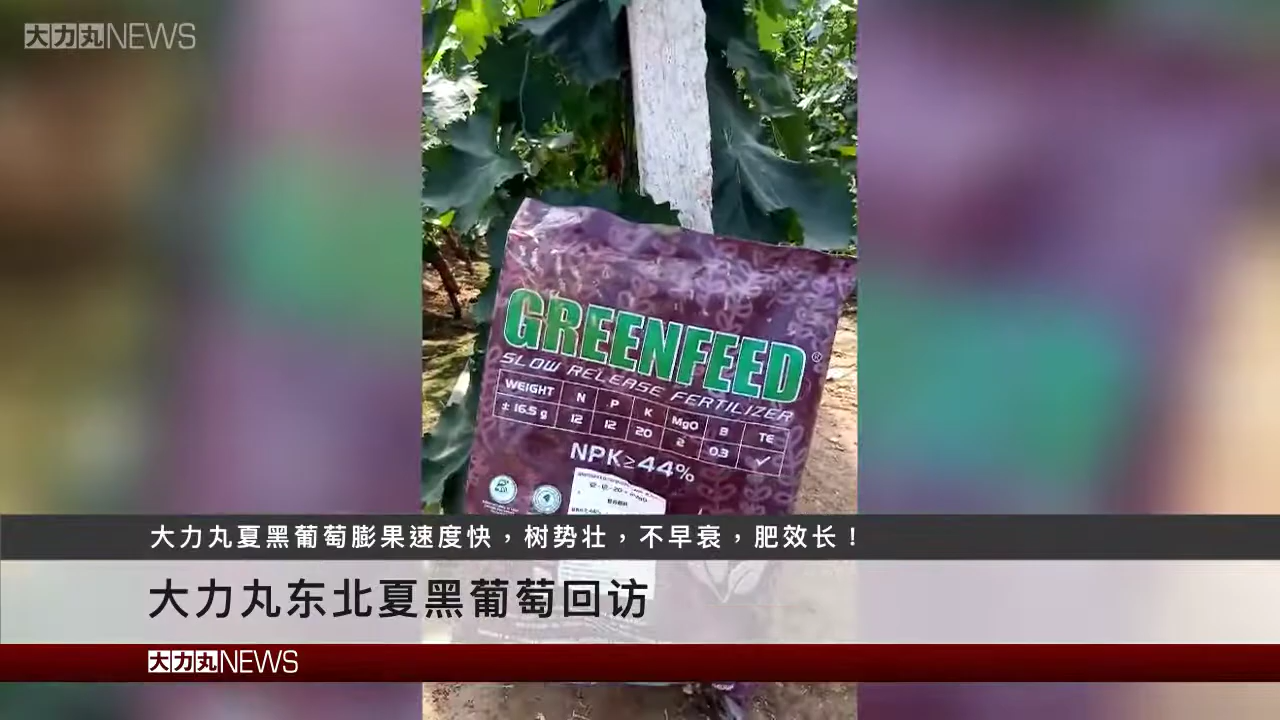 大力丸NEWS
GREENFEED®
SLOW RELEASE FERTILIZER
WEIGHT N P K MgO B TE
± 16.5 g 12 12 20 2 0.3 ✓
NPK≥44%
大力丸夏黑葡萄膨果速度快，树势壮，不早衰，肥效长！
大力丸东北夏黑葡萄回访
大力丸NEWS